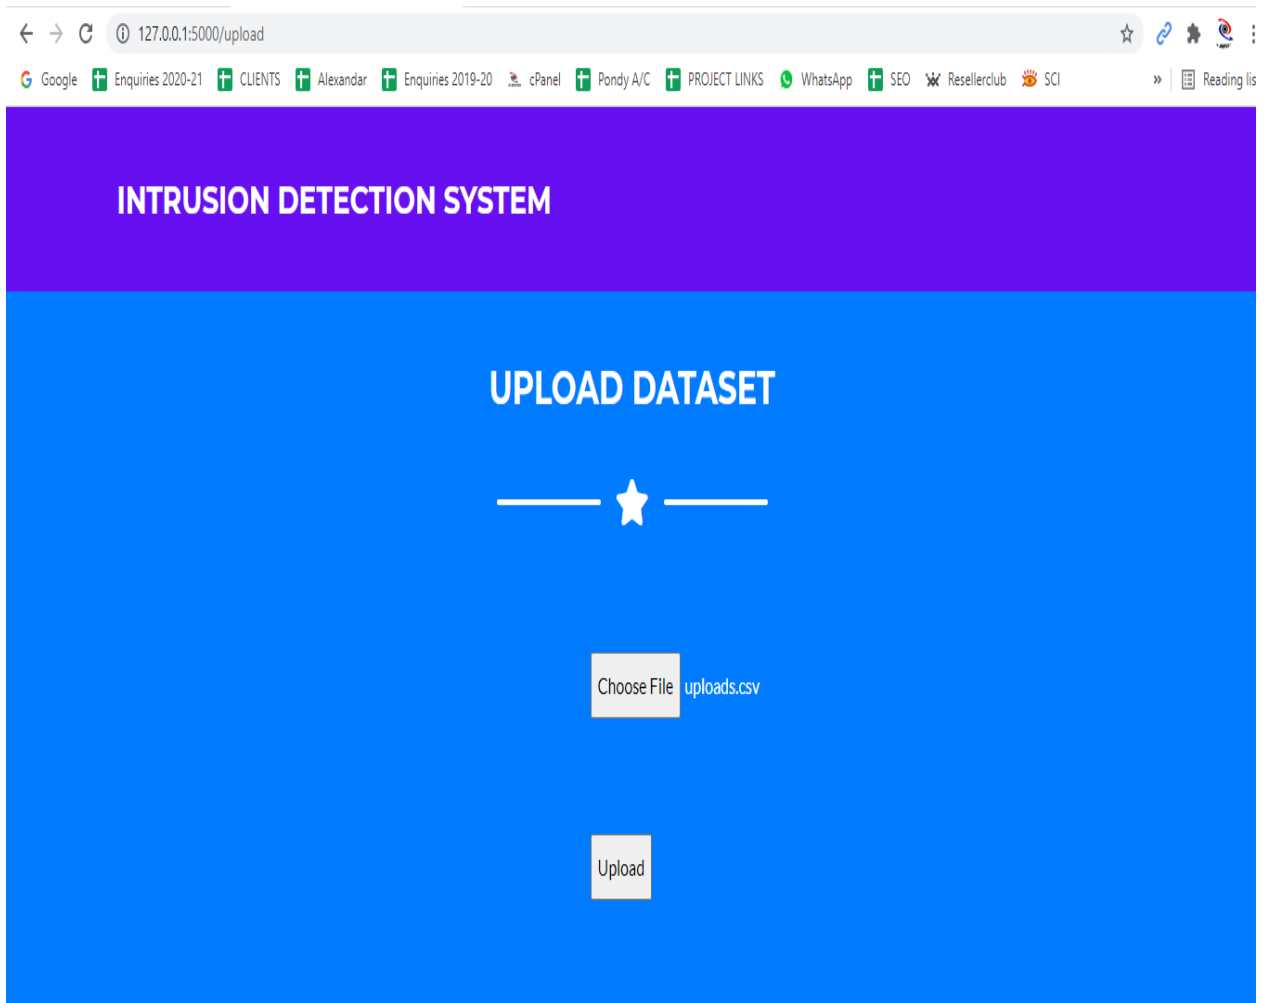 127.0.0.1:5000/upload
Google Enquiries 2020-21 CLIENTS Alexandar Enquiries 2019-20 cPanel Pondy A/C PROJECT LINKS WhatsApp SEO Resellerclub SCI » Reading lis
INTRUSION DETECTION SYSTEM
UPLOAD DATASET
Choose File uploads.csv
Upload